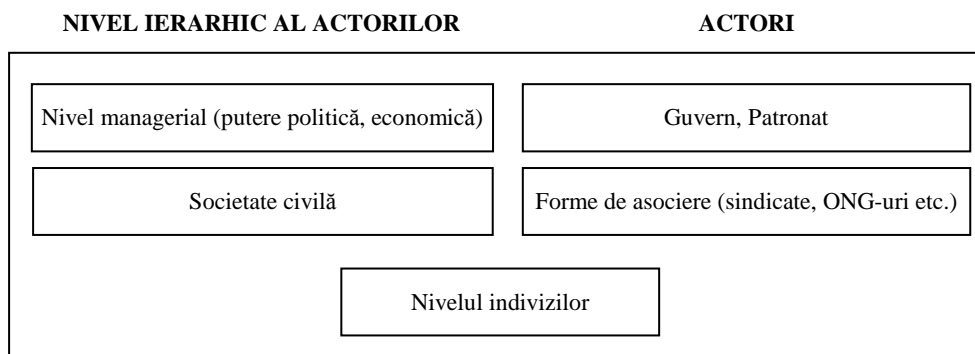 NIVEL IERARHIC AL ACTORILOR
ACTORI
Nivel managerial (putere politică, economică)
Guvern, Patronat
Societate civilă
Forme de asociere (sindicate, ONG-uri etc.)
Nivelul indivizilor